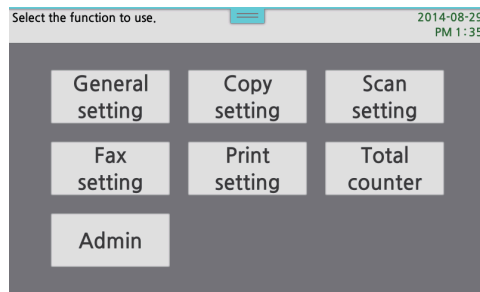 Select the function to use.
2014-08-29
PM 1:35
General
setting
Copy
setting
Scan
setting
Fax
setting
Print
setting
Total
counter
Admin